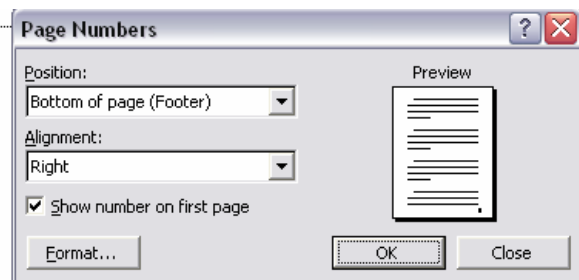 Page Numbers
Position:
Preview
Bottom of page (Footer)
Alignment:
Right
Show number on first page
Format...
OK
Close